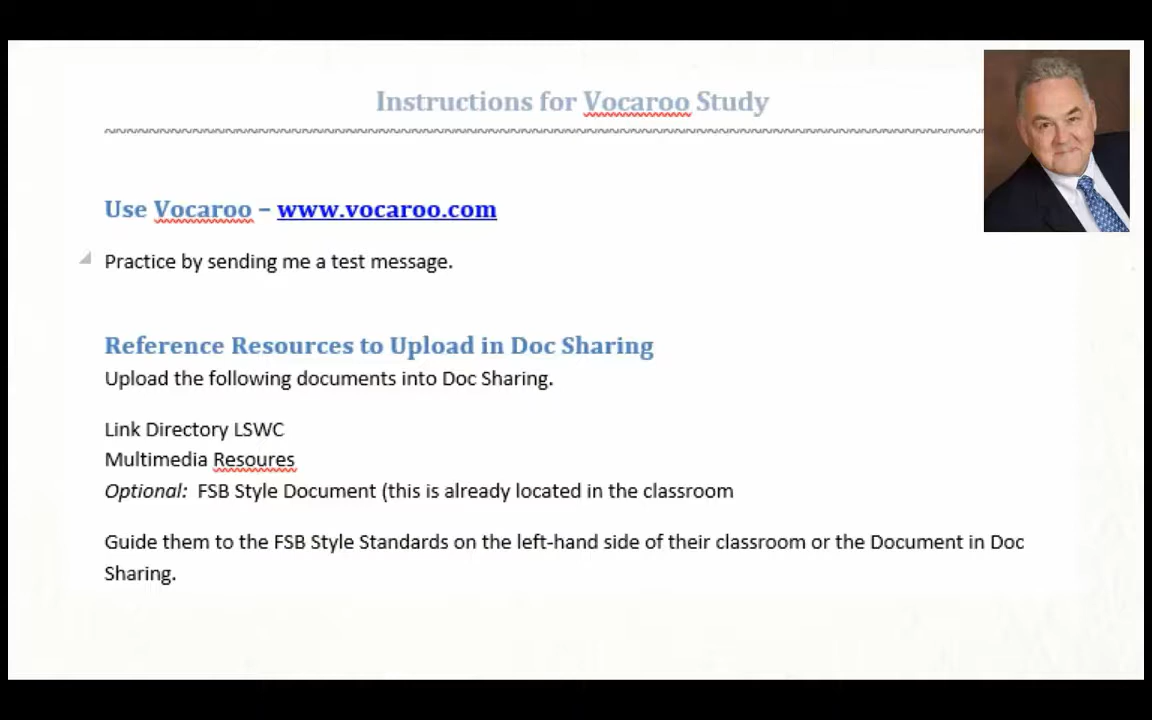 Instructions for Vocaroo Study
Use Vocaroo – www.vocaroo.com
Practice by sending me a test message.
Reference Resources to Upload in Doc Sharing
Upload the following documents into Doc Sharing.
Link Directory LSWC
Multimedia Resoures
Optional:  FSB Style Document (this is already located in the classroom
Guide them to the FSB Style Standards on the left-hand side of their classroom or the Document in Doc
Sharing.